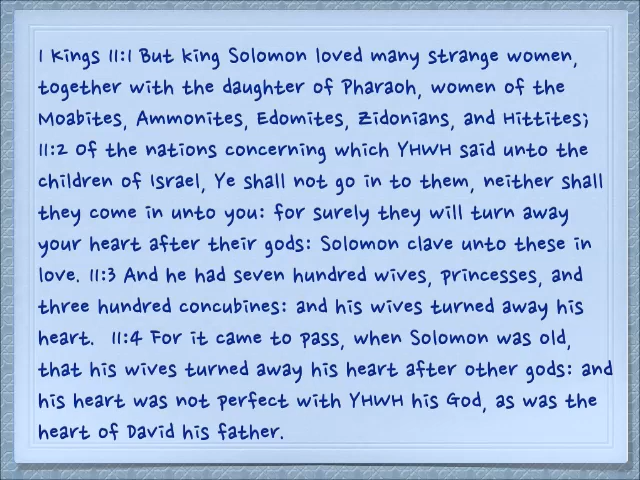 1 Kings 11:1 But king Solomon loved many strange women,
together with the daughter of Pharaoh, women of the
Moabites, Ammonites, Edomites, Zidonians, and Hittites;
11:2 Of the nations concerning which YHWH said unto the
children of Israel, Ye shall not go in to them, neither shall
they come in unto you: for surely they will turn away
your heart after their gods: Solomon clave unto these in
love. 11:3 And he had seven hundred wives, princesses, and
three hundred concubines: and his wives turned away his
heart.  11:4 For it came to pass, when Solomon was old,
that his wives turned away his heart after other gods: and
his heart was not perfect with YHWH his God, as was the
heart of David his father.